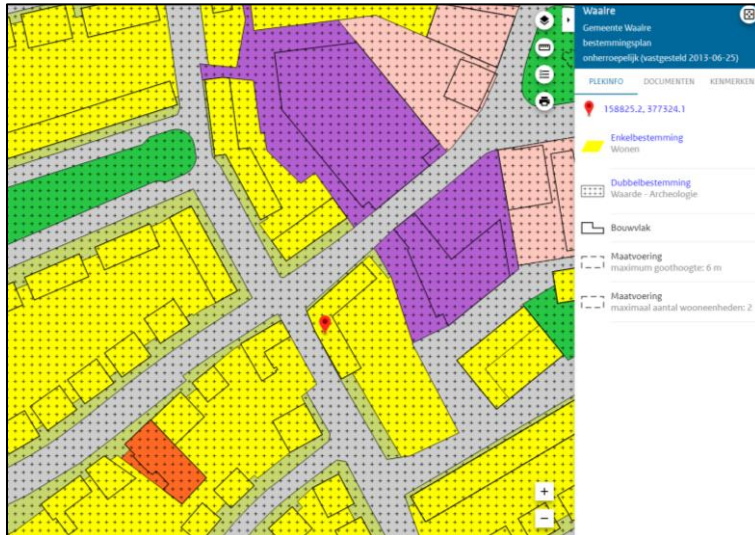 Waalre
Gemeente Waalre
bestemmingsplan
onherroepelijk (vastgesteld 2013-06-25)
PLEKINFO DOCUMENTEN KENMERKEN
158825.2, 377324.1
Enkelbestemming
Wonen
Dubbelbestemming
Waarde - Archeologie
Bouwvlak
Maatvoering
maximum goothoogte: 6 m
Maatvoering
maximaal aantal wooneenheden: 2
+
−